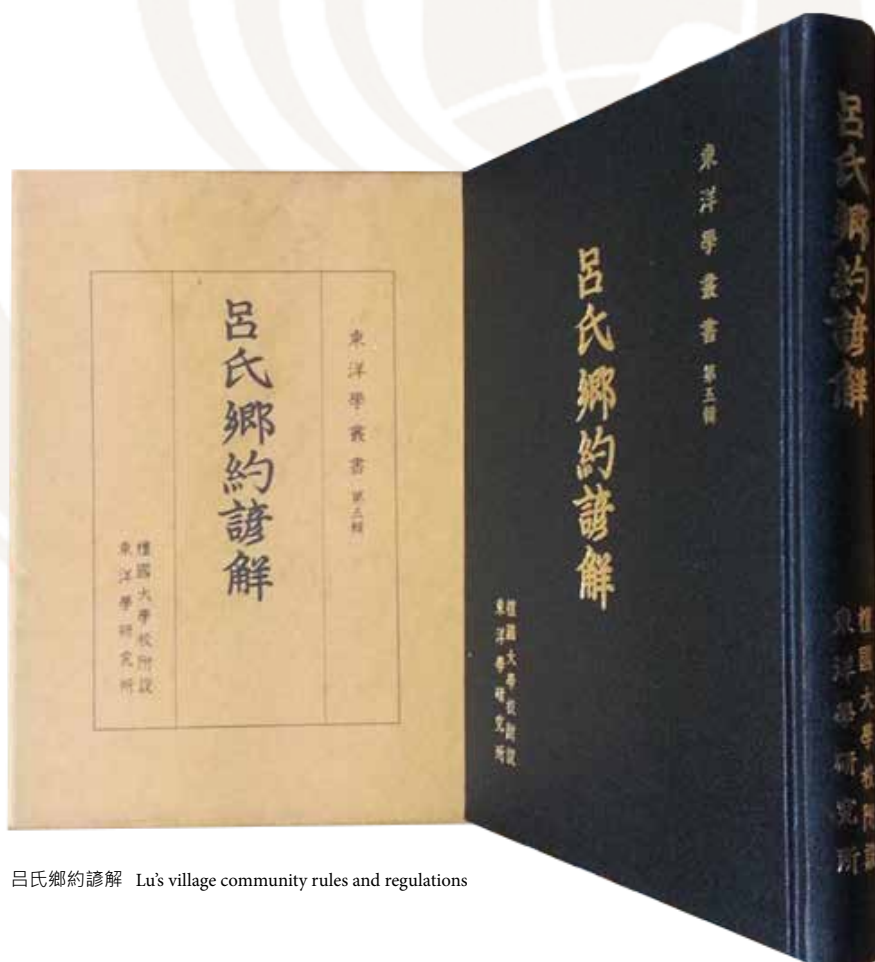 東洋學叢書 第五輯
呂氏鄉約諺解
檀國大學校附設
東洋學研究所
東洋學叢書 第五輯
呂氏鄉約諺解
檀國大學校附設
東洋學研究所
呂氏鄉約諺解
檀國大學校附設
東洋學研究所
呂氏鄉約諺解 Lu's village community rules and regulations